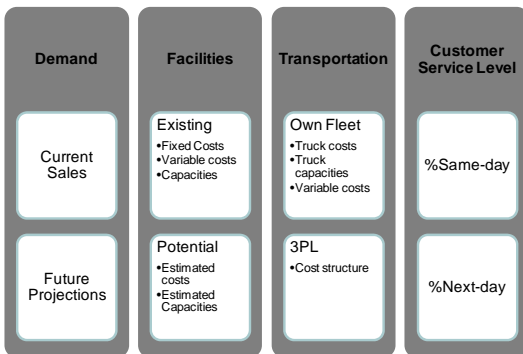 Demand
Current
Sales
Future
Projections
Facilities
Existing
•Fixed Costs
•Variable costs
•Capacities
Potential
•Estimated
costs
•Estimated
Capacities
Transportation
Own Fleet
•Truck costs
•Truck
capacities
•Variable costs
3PL
•Cost structure
Customer
Service Level
%Same-day
%Next-day